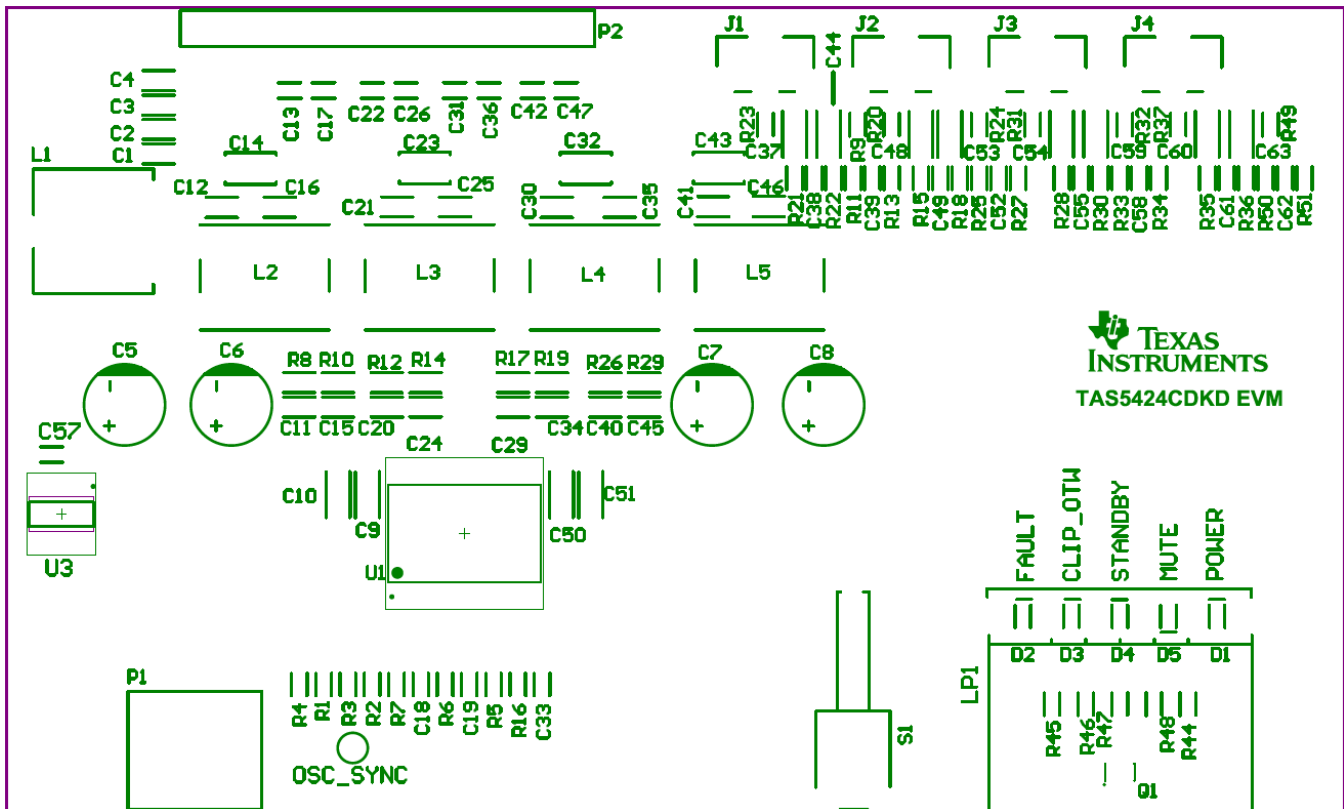 P2
J1
J2
J3
J4
C44
C4
C3
C2
C1
L1
C13
C17
C22
C26
C31
C36
C42
C47
R23
R20
R9
R24
R31
R32
R37
R49
C14
C23
C32
C43
C37
C48
C53
C54
C59
C60
C63
C12
C16
C21
C25
C30
C35
C41
C46
R21
C38
R22
R11
C39
R13
R15
C49
R18
R25
C52
R27
R28
C55
R30
R33
C58
R34
R35
C61
R36
R50
C62
R51
L2
L3
L4
L5
TEXAS
INSTRUMENTS
TAS5424CDKD EVM
C5
C6
R8
R10
R12
R14
R17
R19
R26
R29
C7
C8
C57
C11
C15
C20
C24
C29
C34
C40
C45
C10
C9
C50
C51
U3
U1
FAULT
CLIP_OTW
STANDBY
MUTE
POWER
D2
D3
D4
D5
D1
LP1
P1
R4
R1
R3
R2
R7
C18
R6
C19
R5
R16
C33
OSC_SYNC
S1
R45
R46
R47
R48
R44
Q1